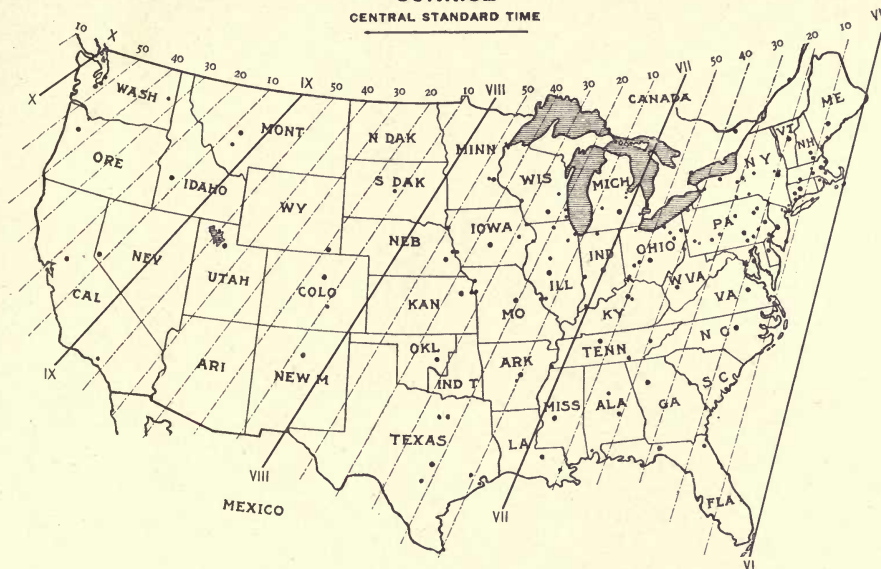 SUNRISE
CENTRAL STANDARD TIME
10 X 50 40 30 20 10 IX 50 40 30 20 10 VIII 50 40 30 20 10 VII 50 40 30 20 10 VI
X
WASH
MONT
N DAK
MINN
CANADA
ME
VT
NH
ORE
IDAHO
WY
S DAK
WIS
MICH
N Y
NEV
UTAH
NEB
IOWA
PA
CAL
COLO
KAN
MO
ILL
IND
OHIO
W VA
VA
KY
IX
ARI
NEW M
OKL
IND T
ARK
TENN
N C
S C
TEXAS
LA
MISS
ALA
GA
VIII
MEXICO
VII
FLA
VI